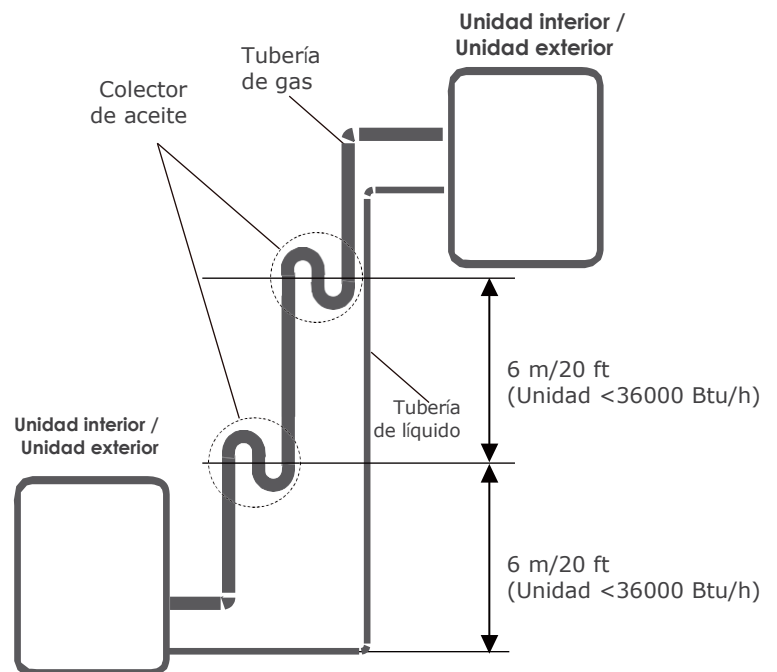 Unidad interior /
Unidad exterior
Tubería
de gas
Colector
de aceite
6 m/20 ft
(Unidad <36000 Btu/h)
Tubería
de líquido
Unidad interior /
Unidad exterior
6 m/20 ft
(Unidad <36000 Btu/h)